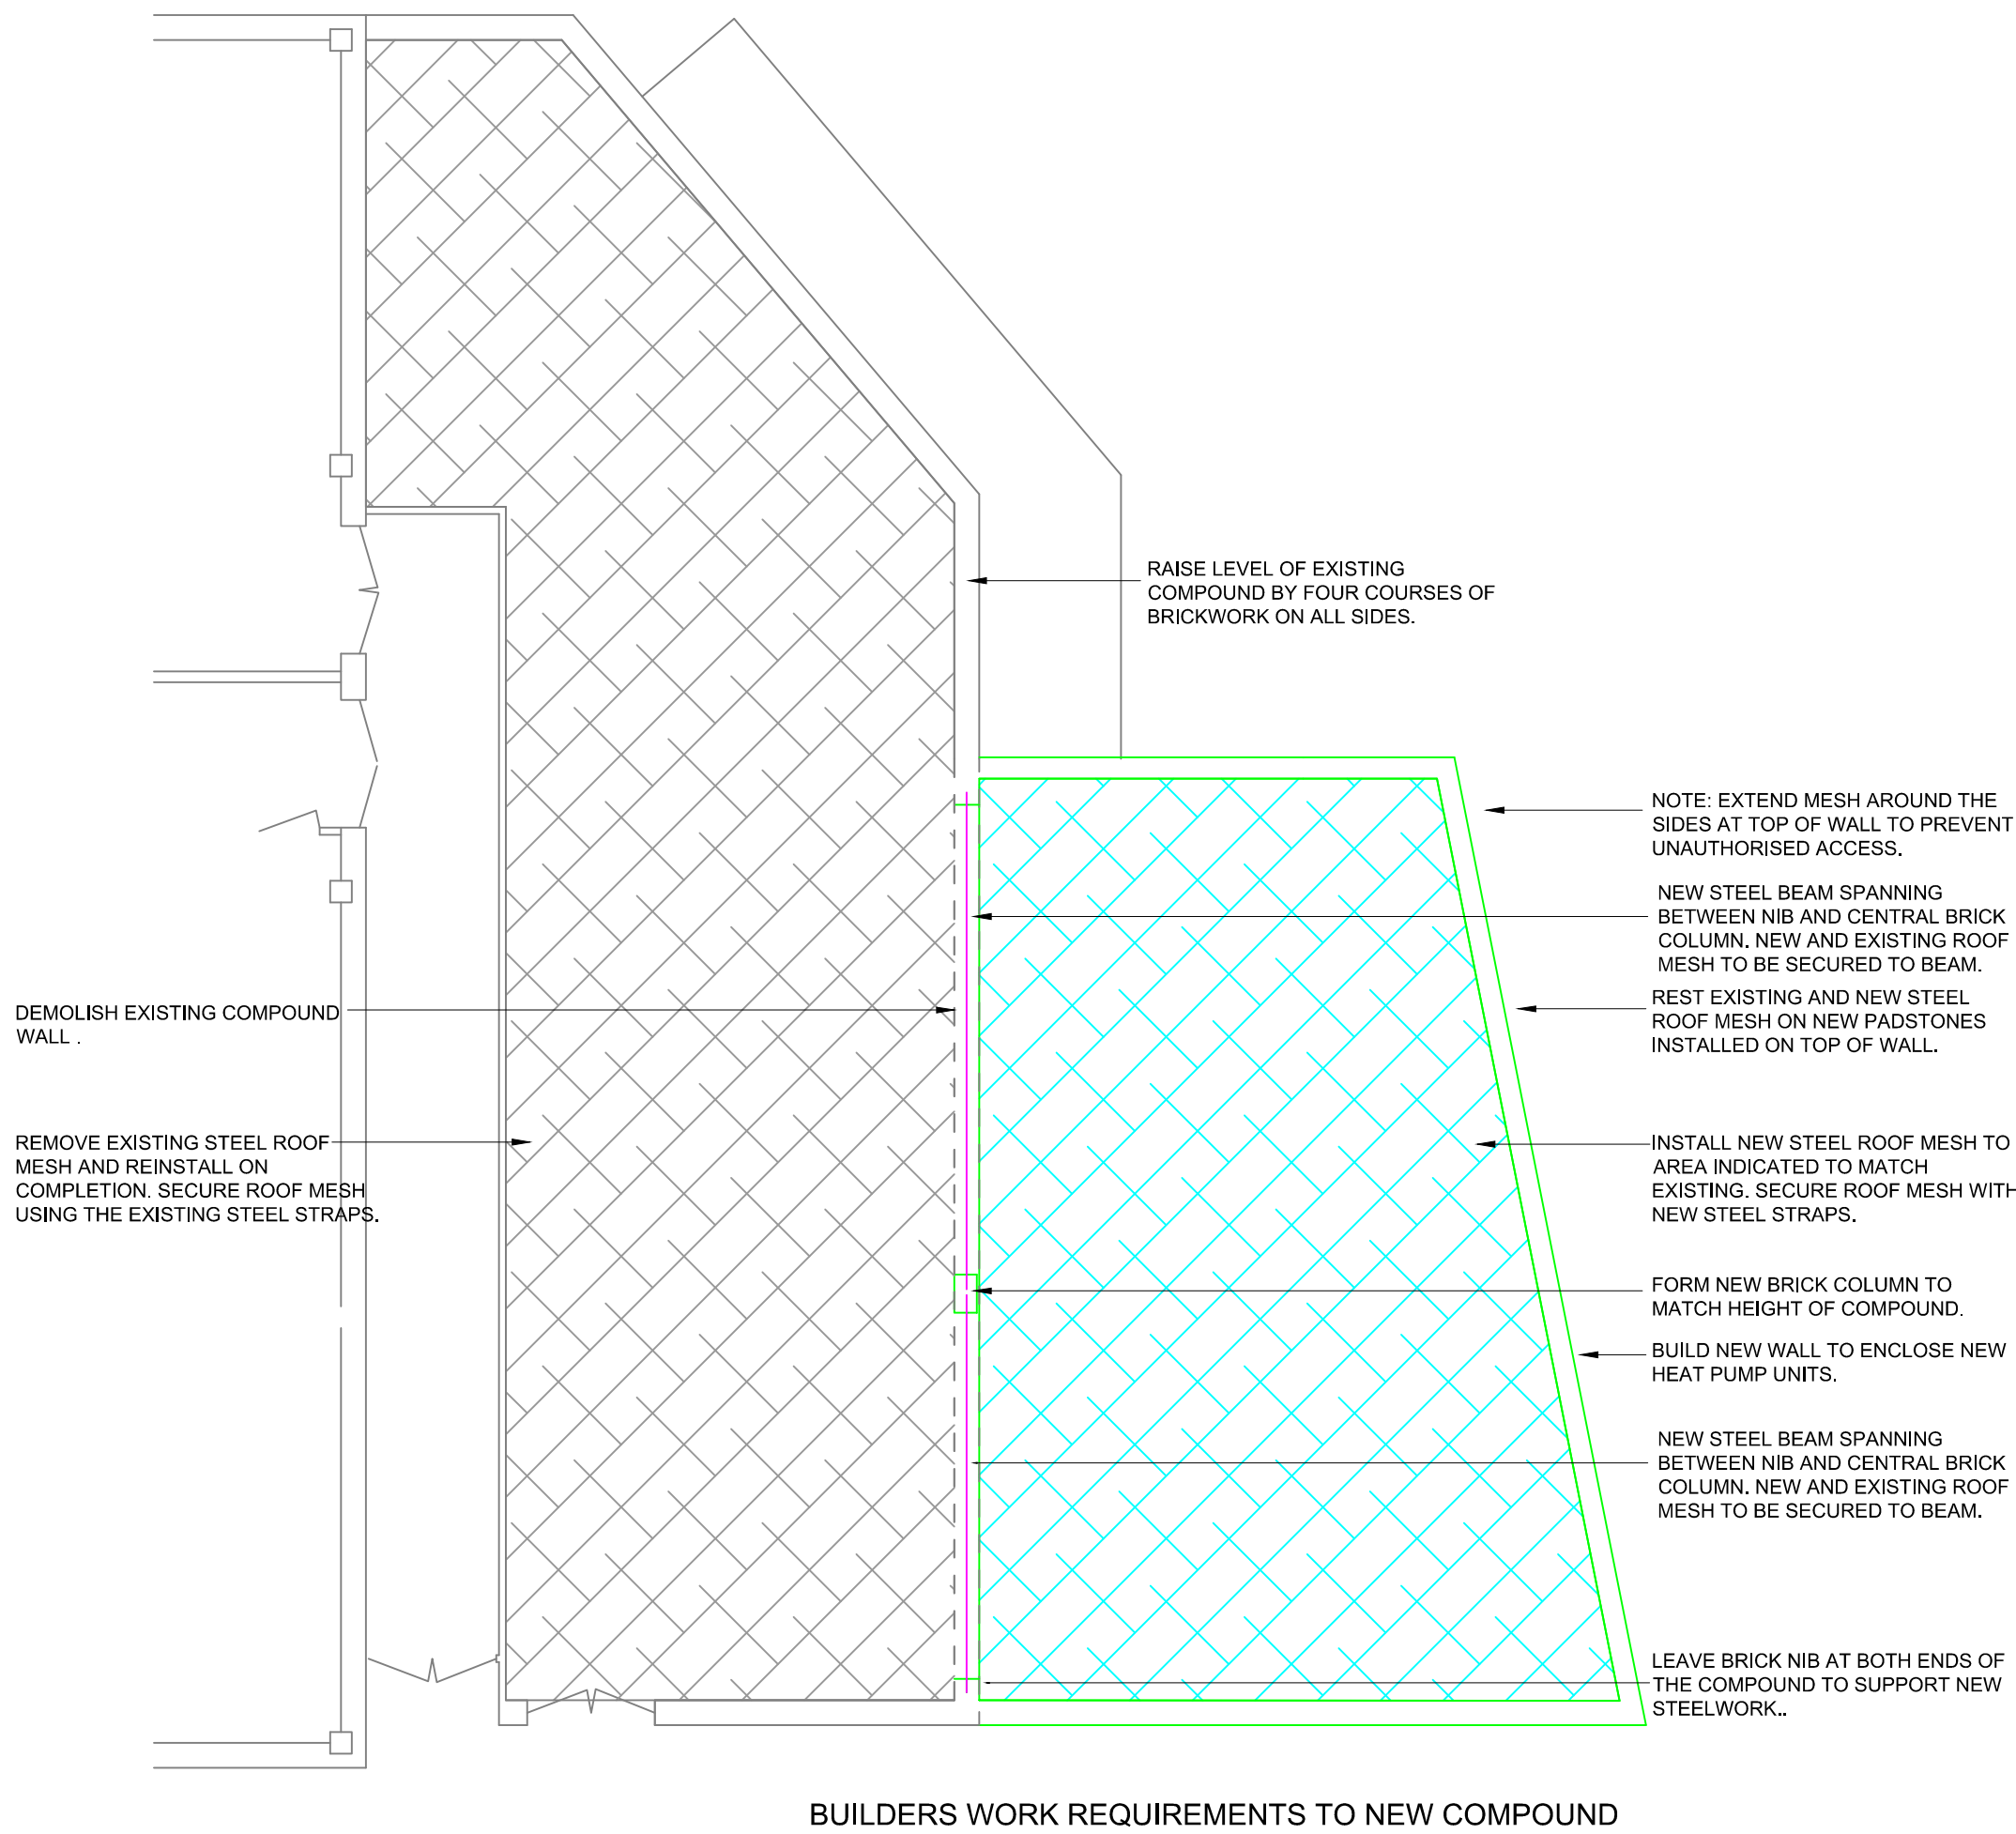 RAISE LEVEL OF EXISTING
COMPOUND BY FOUR COURSES OF
BRICKWORK ON ALL SIDES.
NOTE: EXTEND MESH AROUND THE
SIDES AT TOP OF WALL TO PREVENT
UNAUTHORISED ACCESS.
NEW STEEL BEAM SPANNING
BETWEEN NIB AND CENTRAL BRICK
COLUMN. NEW AND EXISTING ROOF
MESH TO BE SECURED TO BEAM.
REST EXISTING AND NEW STEEL
ROOF MESH ON NEW PADSTONES
INSTALLED ON TOP OF WALL.
DEMOLISH EXISTING COMPOUND
WALL .
REMOVE EXISTING STEEL ROOF
MESH AND REINSTALL ON
COMPLETION. SECURE ROOF MESH
USING THE EXISTING STEEL STRAPS.
INSTALL NEW STEEL ROOF MESH TO
AREA INDICATED TO MATCH
EXISTING. SECURE ROOF MESH WITH
NEW STEEL STRAPS.
FORM NEW BRICK COLUMN TO
MATCH HEIGHT OF COMPOUND.
BUILD NEW WALL TO ENCLOSE NEW
HEAT PUMP UNITS.
NEW STEEL BEAM SPANNING
BETWEEN NIB AND CENTRAL BRICK
COLUMN. NEW AND EXISTING ROOF
MESH TO BE SECURED TO BEAM.
LEAVE BRICK NIB AT BOTH ENDS OF
THE COMPOUND TO SUPPORT NEW
STEELWORK..
BUILDERS WORK REQUIREMENTS TO NEW COMPOUND